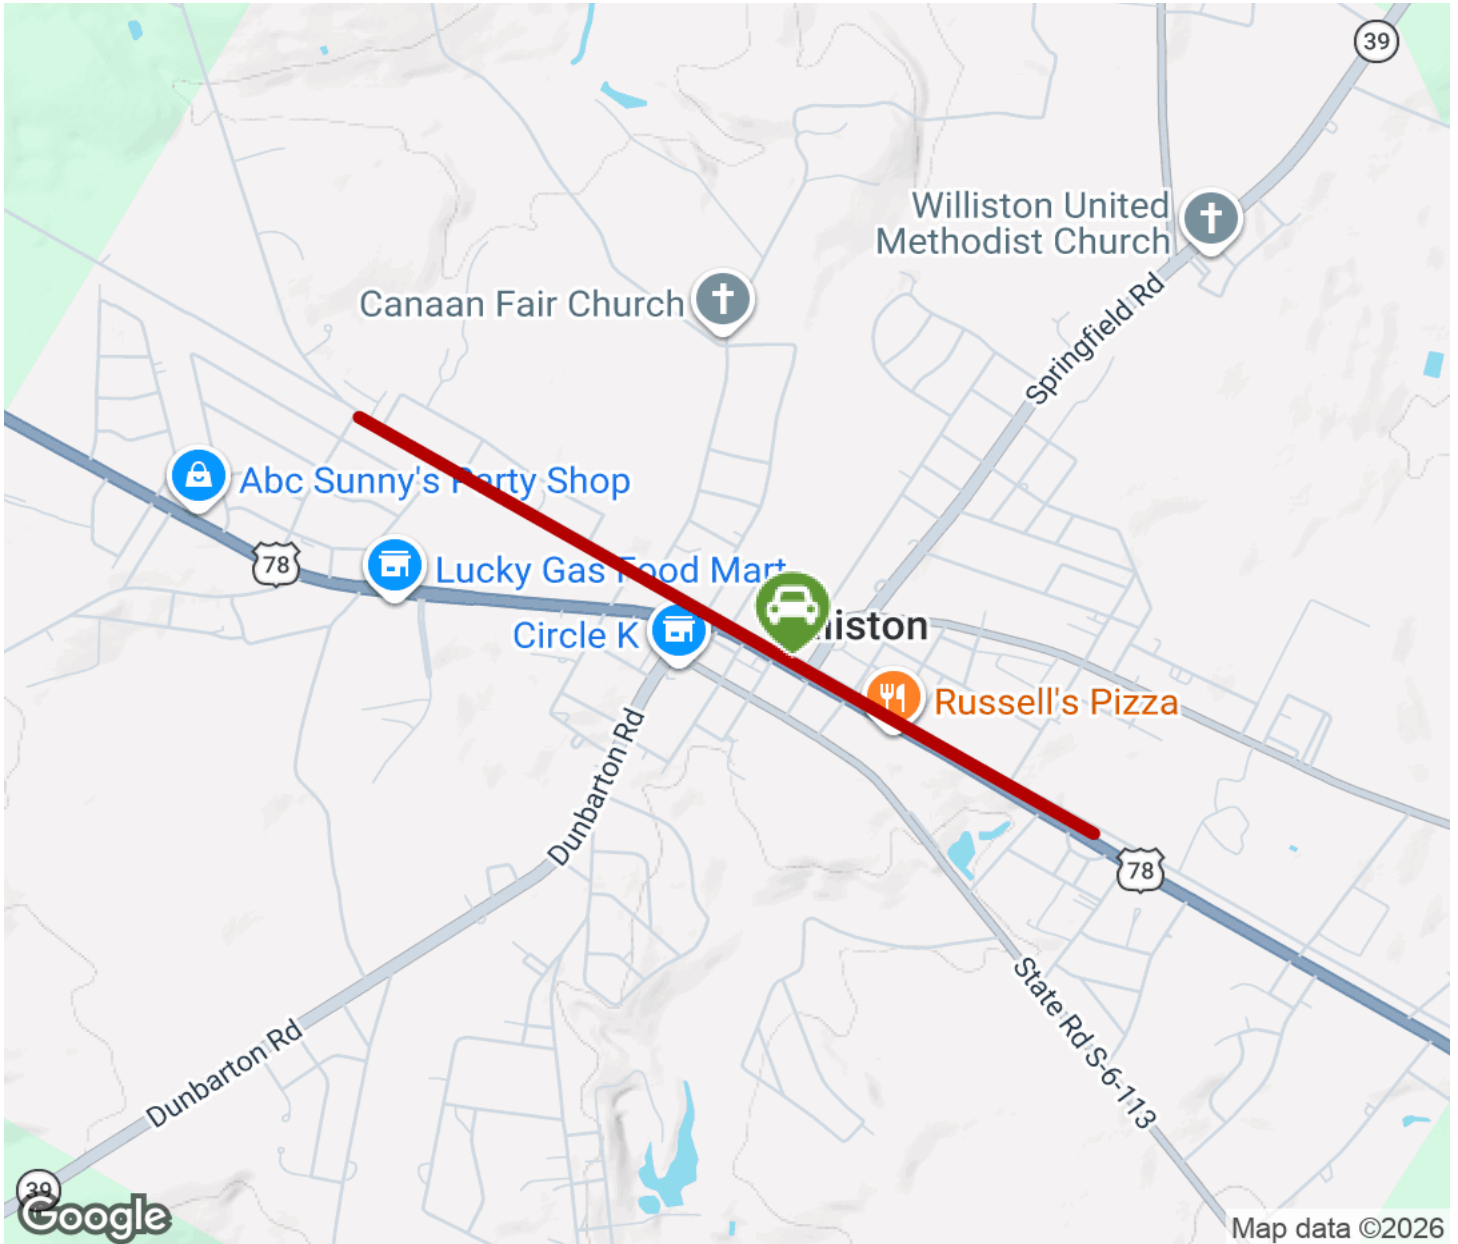 39
Williston United
Methodist Church
Canaan Fair Church
Springfield Rd
Abc Sunny's Party Shop
78
Lucky Gas Food Mart
Circle K
lliston
Russell's Pizza
Dunbarton Rd
78
State Rd S-6-113
Dunbarton Rd
39
Google
Map data ©2026